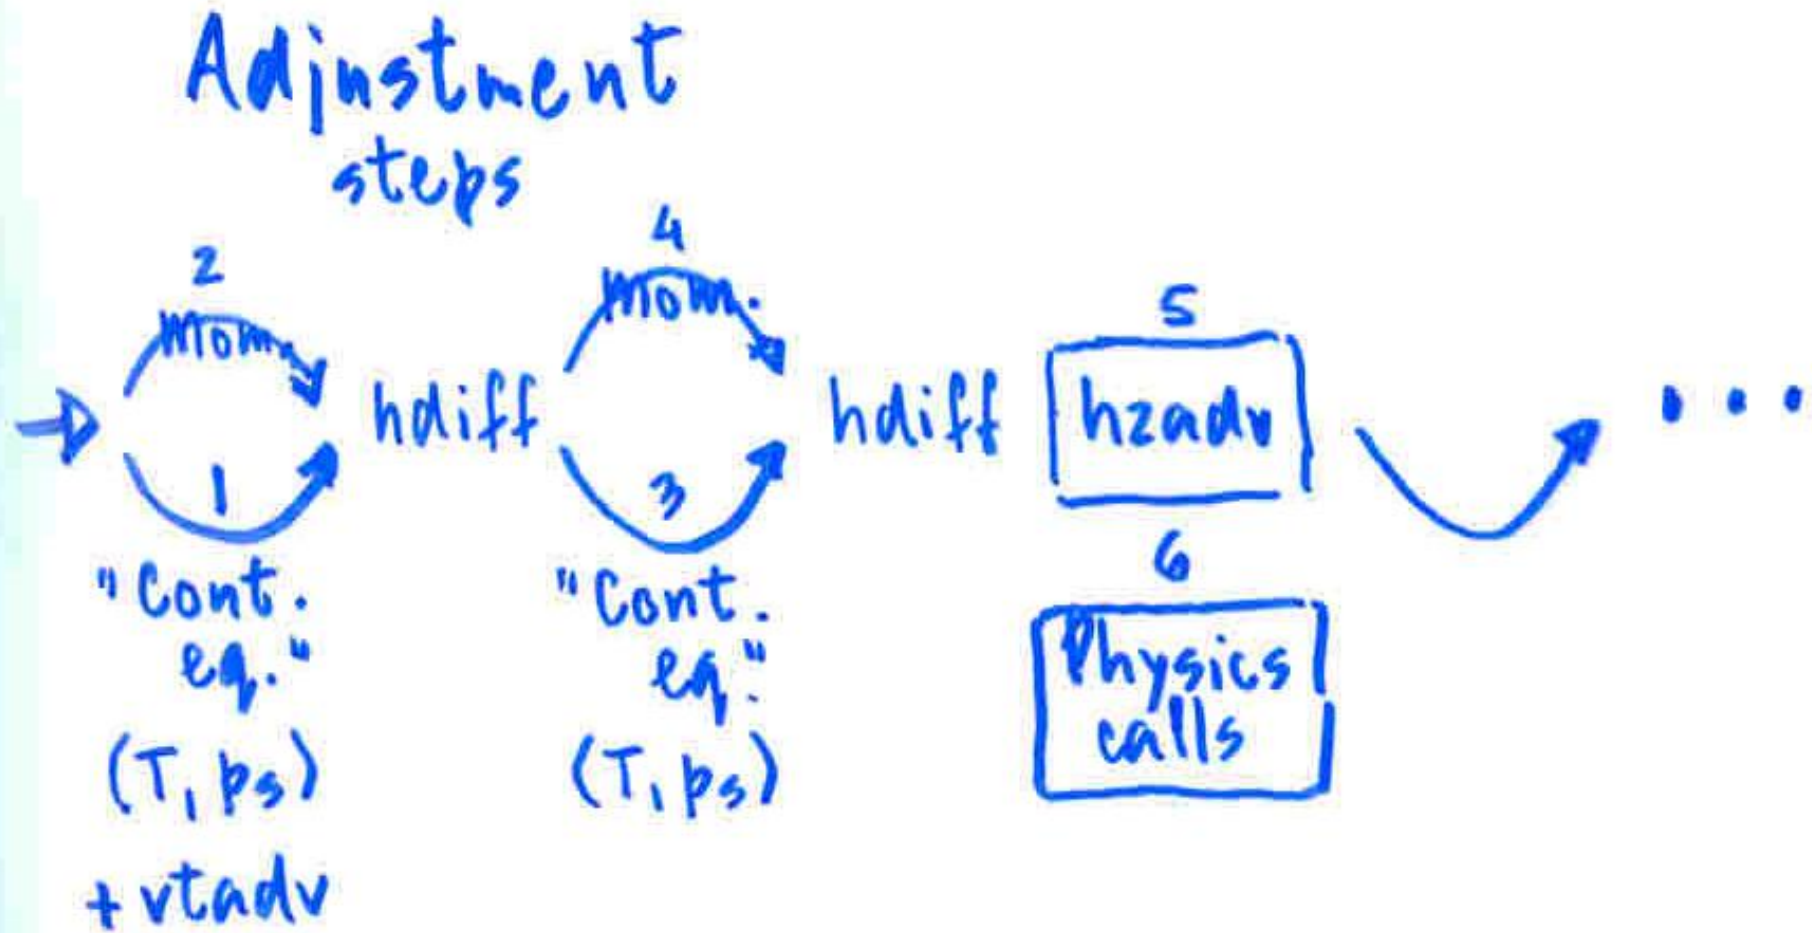 Adjustment
steps
2
mom.
4
mom.
5
hdiff
hdiff
hzadv
1
3
6
"Cont.
eq."
"Cont.
eq."
Physics
calls
(T, ps)
(T, ps)
+ vtadv